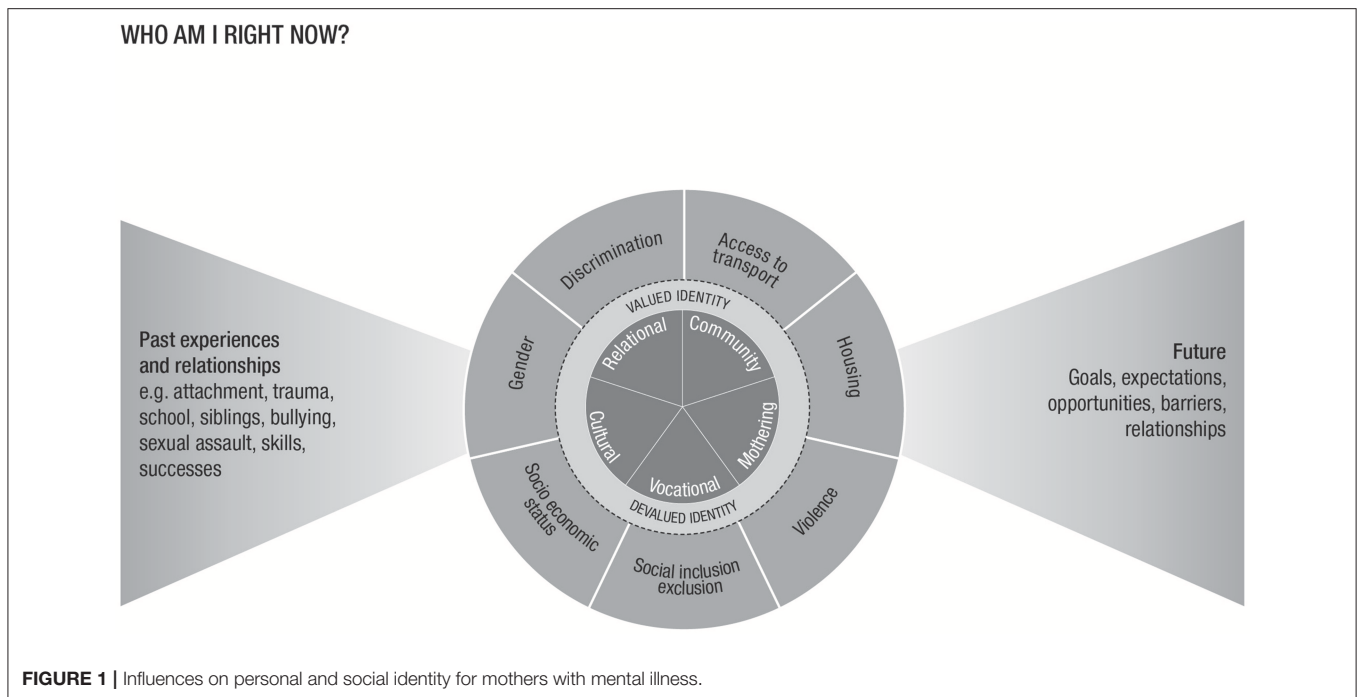 WHO AM I RIGHT NOW?
Past experiences
and relationships
e.g. attachment, trauma,
school, siblings, bullying,
sexual assault, skills,
successes
Discrimination
Access to
transport
Gender
Housing
Socio economic
status
Violence
Social inclusion
exclusion
VALUED IDENTITY
Relational
Community
Cultural
Mothering
Vocational
DEVALUED IDENTITY
Future
Goals, expectations,
opportunities, barriers,
relationships
FIGURE 1 | Influences on personal and social identity for mothers with mental illness.